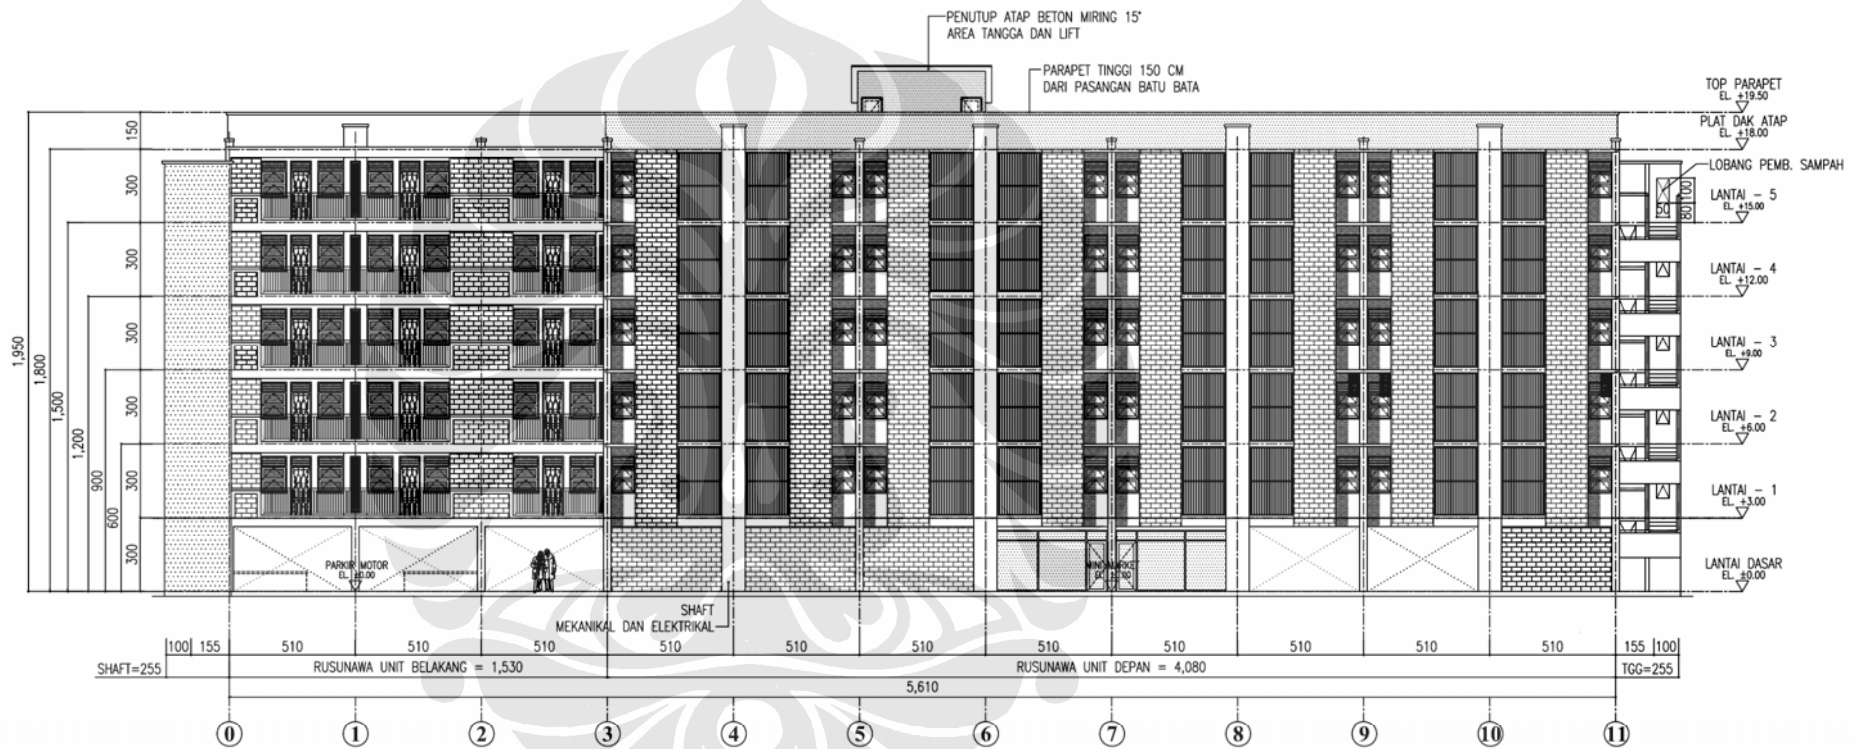 PENUTUP ATAP BETON MIRING 15°
AREA TANGGA DAN LIFT
PARAPET TINGGI 150 CM
DARI PASANGAN BATU BATA
TOP PARAPET
EL. +19.50
PLAT DAK ATAP
EL. +18.00
LOBANG PEMB. SAMPAH
LANTAI - 5
EL. +15.00
LANTAI - 4
EL. +12.00
LANTAI - 3
EL. +9.00
LANTAI - 2
EL. +6.00
LANTAI - 1
EL. +3.00
LANTAI DASAR
EL. ±0.00
100
80
50
150
300
300
300
300
300
300
1,950
1,800
1,500
1,200
900
600
PARKIR MOTOR
EL. ±0.00
SHAFT
MEKANIKAL DAN ELEKTRIKAL
100 155 510 510 510 510 510 510 510 510 510 510 510 155 100
SHAFT=255 RUSUNAWA UNIT BELAKANG = 1,530 RUSUNAWA UNIT DEPAN = 4,080 TGG=255
5,610
0 1 2 3 4 5 6 7 8 9 10 11